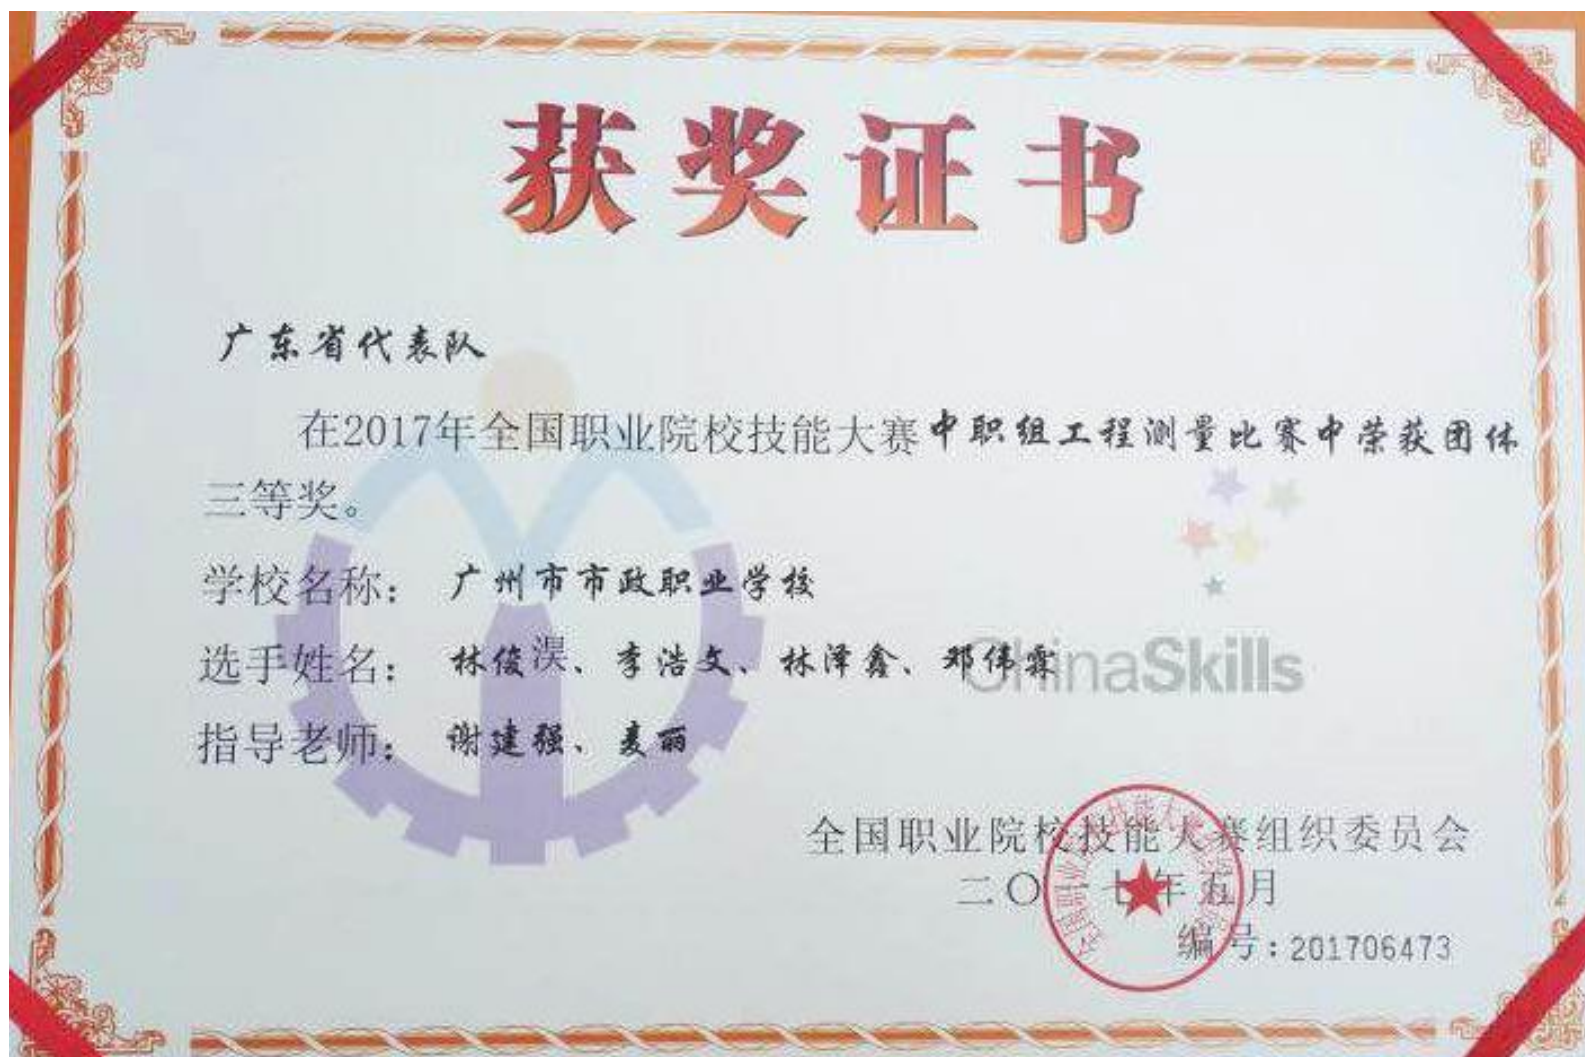 获奖证书
广东省代表队
在2017年全国职业院校技能大赛中职组工程测量比赛中荣获团体
三等奖。
学校名称： 广州市市政职业学校
选手姓名： 林俊淏、李浩文、林泽鑫、邓伟霖
ChinaSkills
指导老师： 谢建强、麦丽
全国职业院校技能大赛组织委员会
二〇一七年五月
编号:201706473